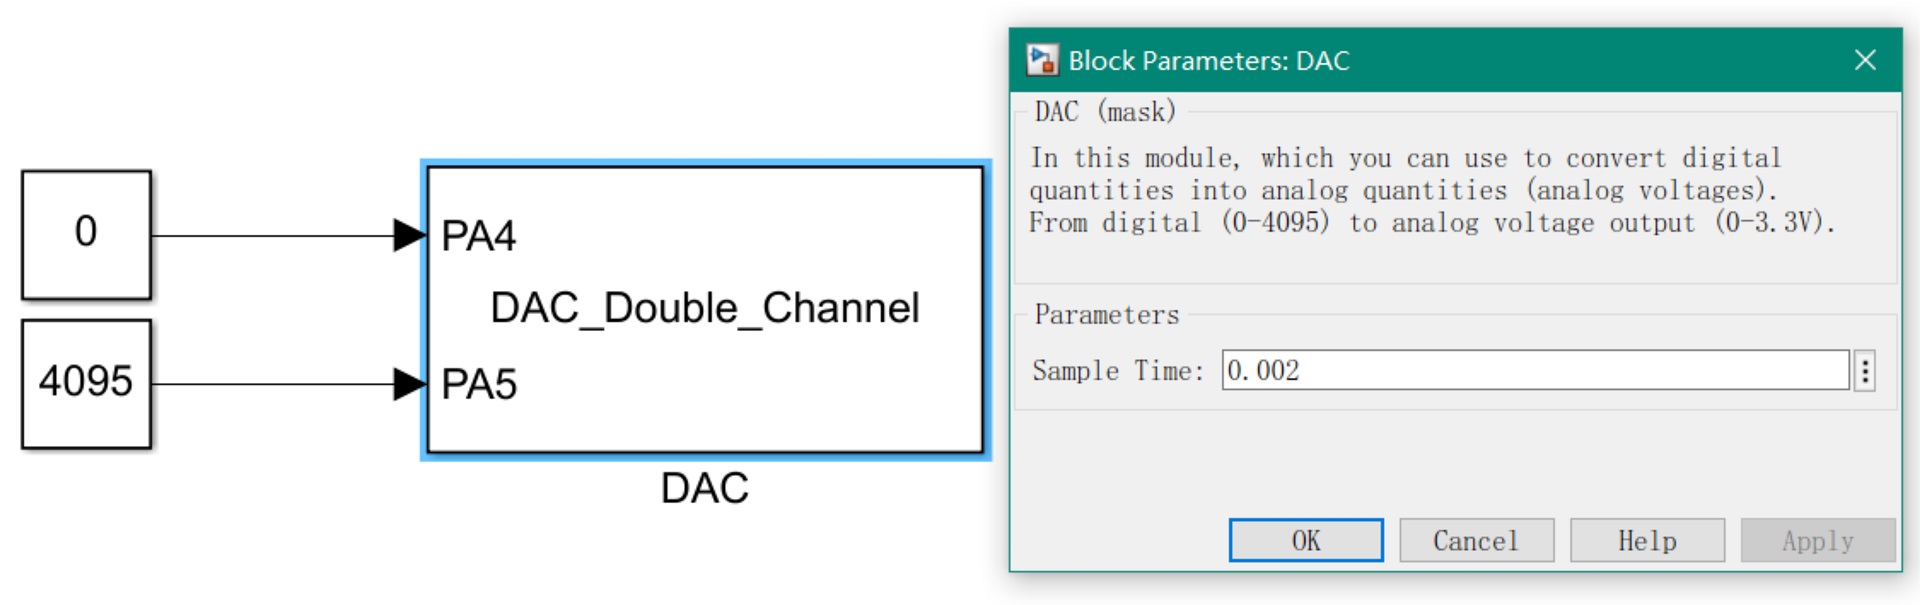 0
4095
PA4
DAC_Double_Channel
PA5
DAC
Block Parameters: DAC
DAC (mask)
In this module, which you can use to convert digital
quantities into analog quantities (analog voltages).
From digital (0-4095) to analog voltage output (0-3.3V).
Parameters
Sample Time: 0.002
OK
Cancel
Help
Apply